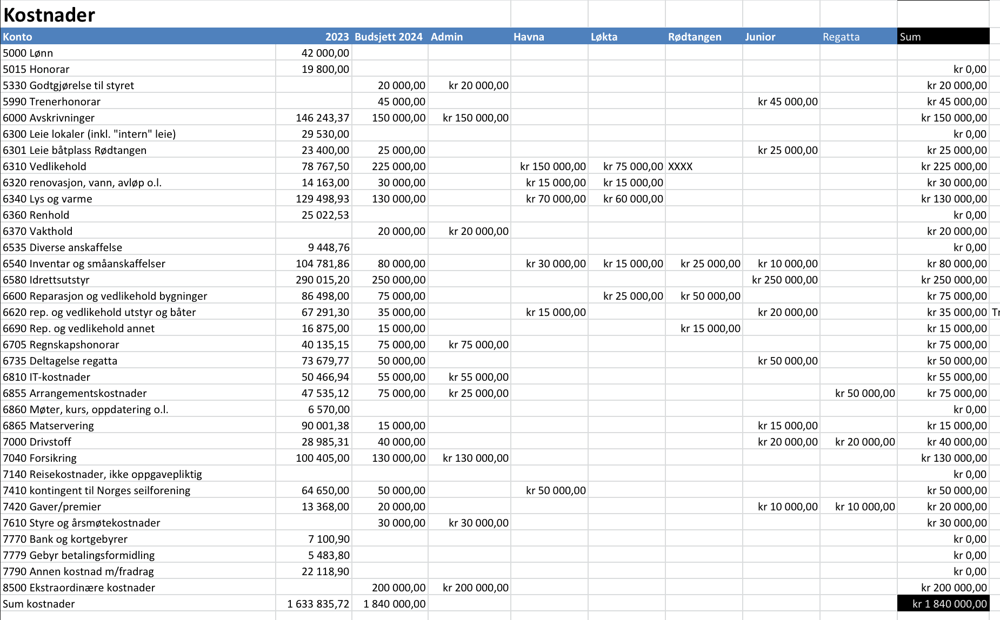 Kostnader
Konto 2023 Budsjett 2024 Admin Havna Løkta Rødtangen Junior Regatta Sum
5000 Lønn 42 000,00
5015 Honorar 19 800,00 kr 0,00
5330 Godtgjørelse til styret 20 000,00 kr 20 000,00 kr 20 000,00
5990 Trenerhonorar 45 000,00 kr 45 000,00 kr 45 000,00
6000 Avskrivninger 146 243,37 150 000,00 kr 150 000,00 kr 150 000,00
6300 Leie lokaler (inkl. "intern" leie) 29 530,00 kr 0,00
6301 Leie båtplass Rødtangen 23 400,00 25 000,00 kr 25 000,00 kr 25 000,00
6310 Vedlikehold 78 767,50 225 000,00 kr 150 000,00 kr 75 000,00 XXXX kr 225 000,00
6320 renovasjon, vann, avløp o.l. 14 163,00 30 000,00 kr 15 000,00 kr 15 000,00 kr 30 000,00
6340 Lys og varme 129 498,93 130 000,00 kr 70 000,00 kr 60 000,00 kr 130 000,00
6360 Renhold 25 022,53 kr 0,00
6370 Vakthold 20 000,00 kr 20 000,00 kr 20 000,00
6535 Diverse anskaffelse 9 448,76 kr 0,00
6540 Inventar og småanskaffelser 104 781,86 80 000,00 kr 30 000,00 kr 15 000,00 kr 25 000,00 kr 10 000,00 kr 80 000,00
6580 Idrettsutstyr 290 015,20 250 000,00 kr 250 000,00 kr 250 000,00
6600 Reparasjon og vedlikehold bygninger 86 498,00 75 000,00 kr 25 000,00 kr 50 000,00 kr 75 000,00
6620 rep. og vedlikehold utstyr og båter 67 291,30 35 000,00 kr 15 000,00 kr 20 000,00 kr 35 000,00
6690 Rep. og vedlikehold annet 16 875,00 15 000,00 kr 15 000,00 kr 15 000,00
6705 Regnskapshonorar 40 135,15 75 000,00 kr 75 000,00 kr 75 000,00
6735 Deltagelse regatta 73 679,77 50 000,00 kr 50 000,00 kr 50 000,00
6810 IT-kostnader 50 466,94 55 000,00 kr 55 000,00 kr 55 000,00
6855 Arrangementskostnader 47 535,12 75 000,00 kr 25 000,00 kr 50 000,00 kr 75 000,00
6860 Møter, kurs, oppdatering o.l. 6 570,00 kr 0,00
6865 Matservering 90 001,38 15 000,00 kr 15 000,00 kr 15 000,00
7000 Drivstoff 28 985,31 40 000,00 kr 20 000,00 kr 20 000,00 kr 40 000,00
7040 Forsikring 100 405,00 130 000,00 kr 130 000,00 kr 130 000,00
7140 Reisekostnader, ikke oppgavepliktig kr 0,00
7410 kontingent til Norges seilforening 64 650,00 50 000,00 kr 50 000,00 kr 50 000,00
7420 Gaver/premier 13 368,00 20 000,00 kr 10 000,00 kr 10 000,00 kr 20 000,00
7610 Styre og årsmøtekostnader 30 000,00 kr 30 000,00 kr 30 000,00
7770 Bank og kortgebyrer 7 100,90 kr 0,00
7779 Gebyr betalingsformidling 5 483,80 kr 0,00
7790 Annen kostnad m/fradrag 22 118,90 kr 0,00
8500 Ekstraordinære kostnader 200 000,00 kr 200 000,00 kr 200 000,00
Sum kostnader 1 633 835,72 1 840 000,00 kr 1 840 000,00